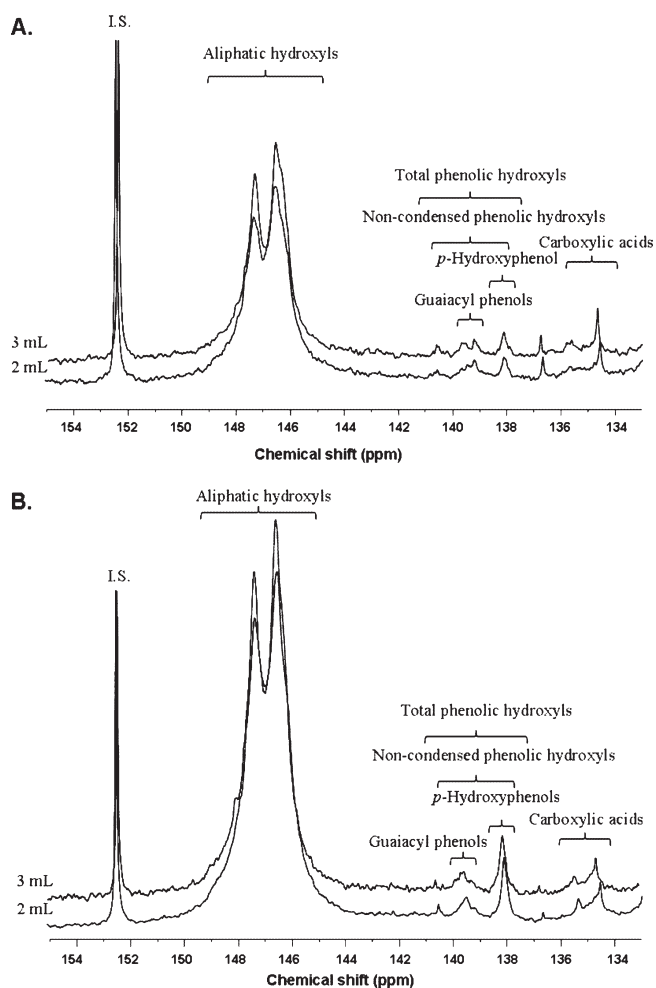 A.
I.S.
Aliphatic hydroxyls
Total phenolic hydroxyls
Non-condensed phenolic hydroxyls
Carboxylic acids
p-Hydroxyphenol
Guaiacyl phenols
3 mL
2 mL
154 152 150 148 146 144 142 140 138 136 134
Chemical shift (ppm)
B.
Aliphatic hydroxyls
I.S.
Total phenolic hydroxyls
Non-condensed phenolic hydroxyls
p-Hydroxyphenols
Carboxylic acids
Guaiacyl phenols
3 mL
2 mL
154 152 150 148 146 144 142 140 138 136 134
Chemical shift (ppm)